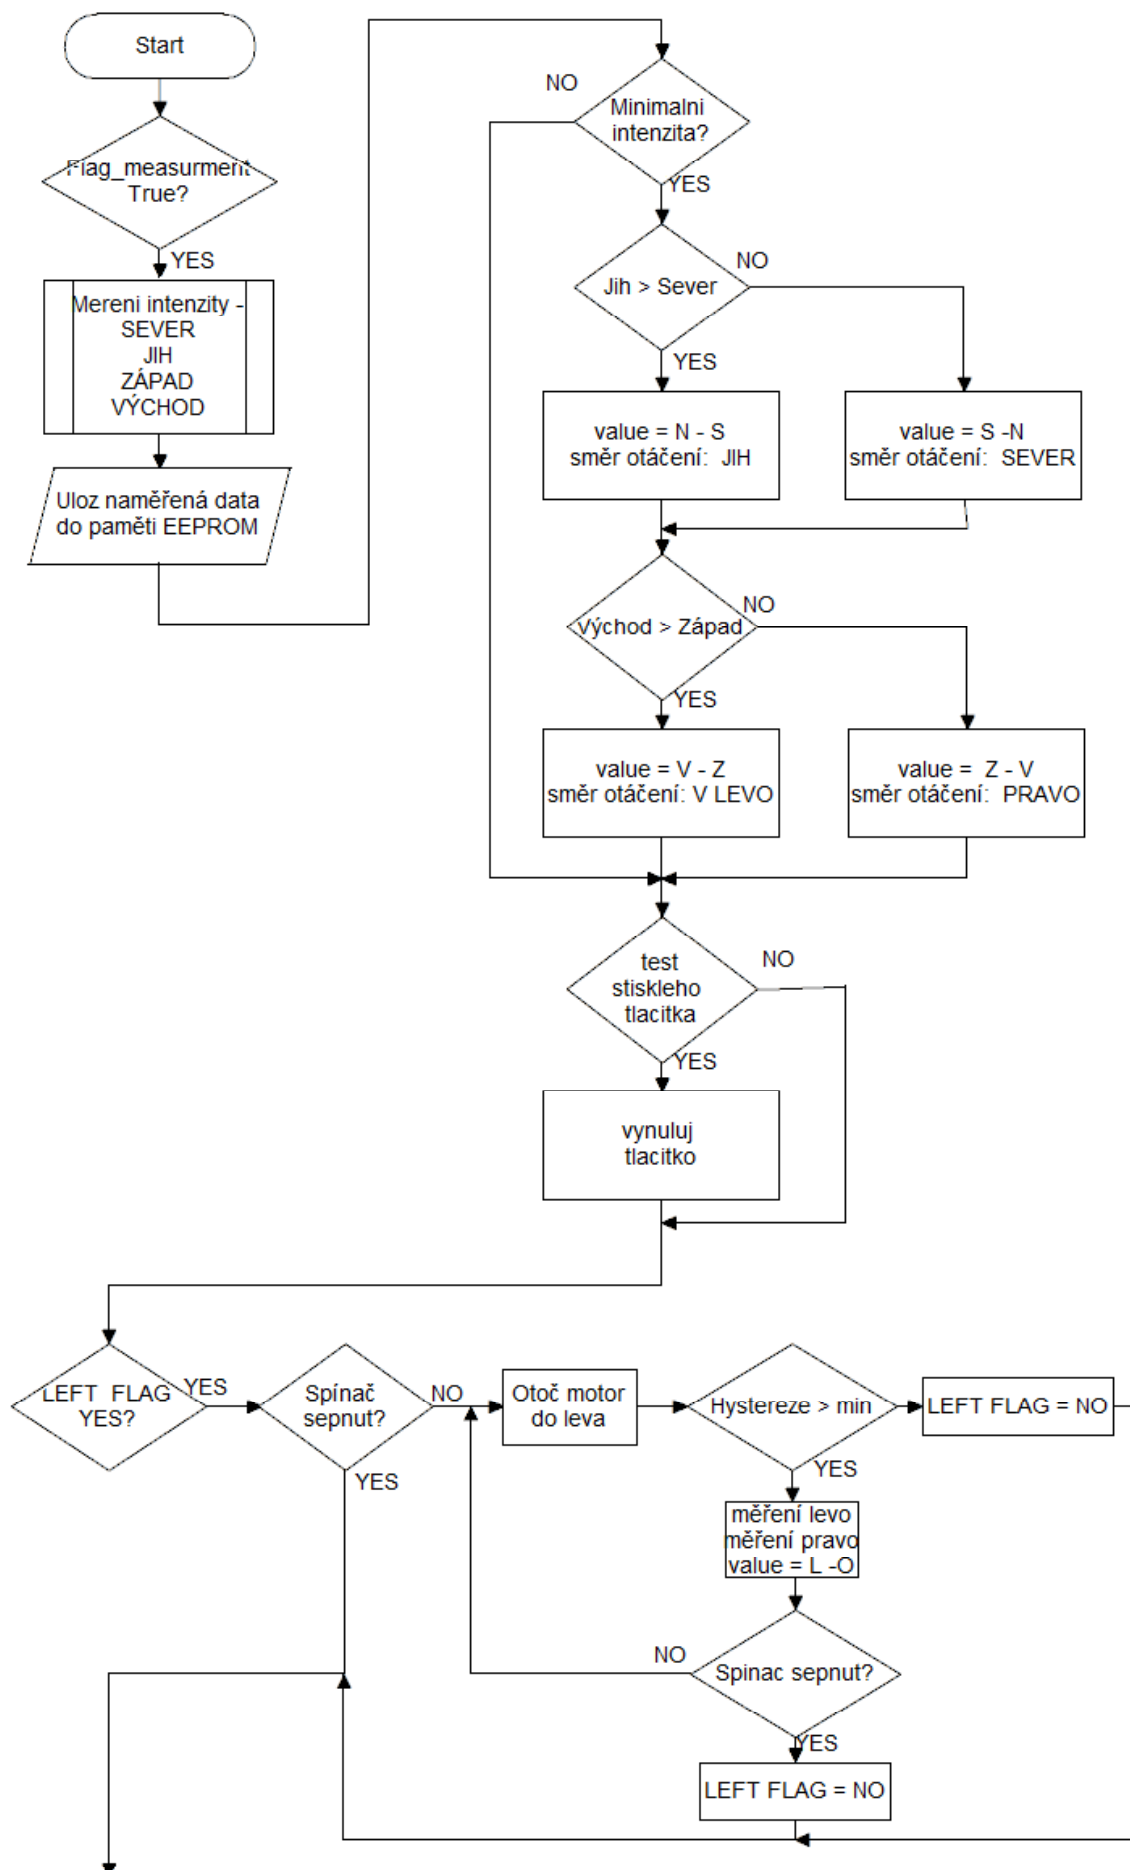 Start
Flag_measurment
True?
YES
Mereni intenzity -
SEVER
JIH
ZÁPAD
VÝCHOD
Uloz naměřená data
do paměti EEPROM
NO
Minimalni
intenzita?
YES
NO
Jih > Sever
YES
value = N - S
směr otáčení:  JIH
value = S -N
směr otáčení:  SEVER
NO
Východ > Západ
YES
value = V - Z
směr otáčení: V LEVO
value =  Z - V
směr otáčení:  PRAVO
test
stiskleho
tlacitka
NO
YES
vynuluj
tlacitko
LEFT  FLAG
YES?
YES
Spínač
sepnut?
NO
YES
Otoč motor
do leva
Hystereze > min
LEFT FLAG = NO
YES
měření levo
měření pravo
value = L -O
NO
Spinac sepnut?
YES
LEFT FLAG = NO